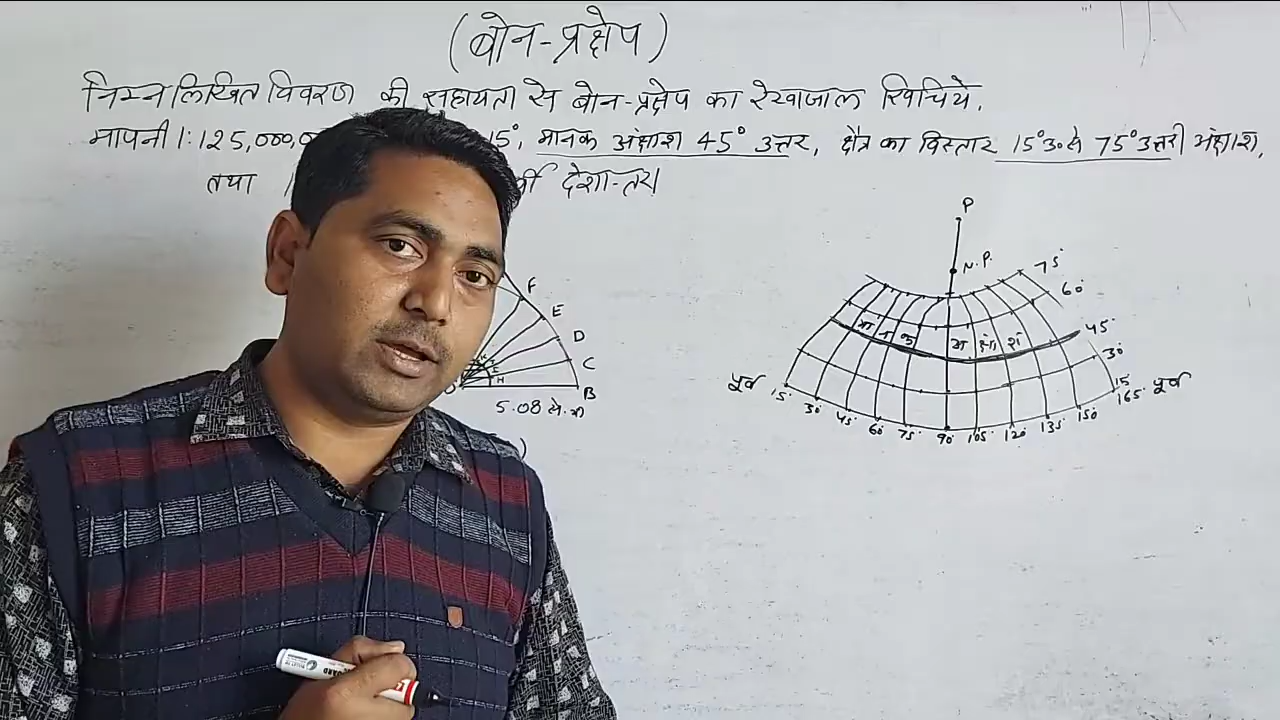 (बोन-प्रक्षेप)
निम्नलिखित विवरण की सहायता से बोन-प्रक्षेप का रेखाजाल खिचिये.
मापनी 1:125,000,0 15°, मानक अंक्षाश 45° उत्तर, क्षेत्र का विस्तार 15°उ० से 75° उत्तरी अंक्षाश,
तथा देशान्तर।
P
N.P.
75°
60°
45°
30°
15
165° पूर्व
पूर्व 15° 30° 45° 60° 75° 90° 105° 120° 135° 150°
मा न क अ क्षां श
F
E
D
C
B
H
5.08 से.मी